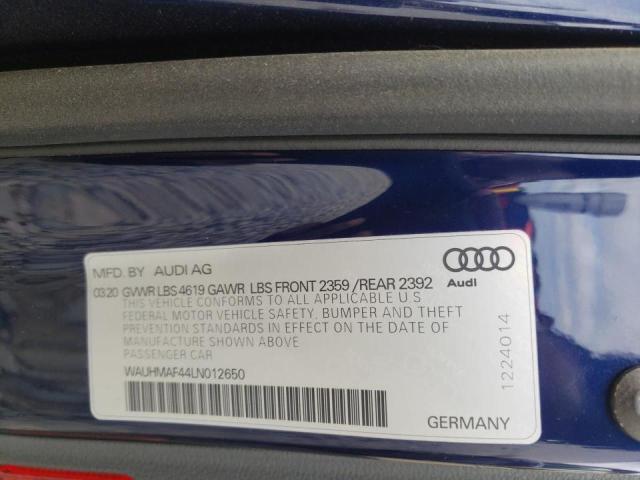 MFD. BY AUDI AG
03.20 GVWR LBS 4619 GAWR LBS FRONT 2359 /REAR 2392
THIS VEHICLE CONFORMS TO ALL APPLICABLE U S
FEDERAL MOTOR VEHICLE SAFETY, BUMPER AND THEFT
PREVENTION STANDARDS IN EFFECT ON THE DATE OF
MANUFACTURE SHOWN ABOVE
PASSENGER CAR
WAUHMAF44LN012650
Audi
1224014
GERMANY